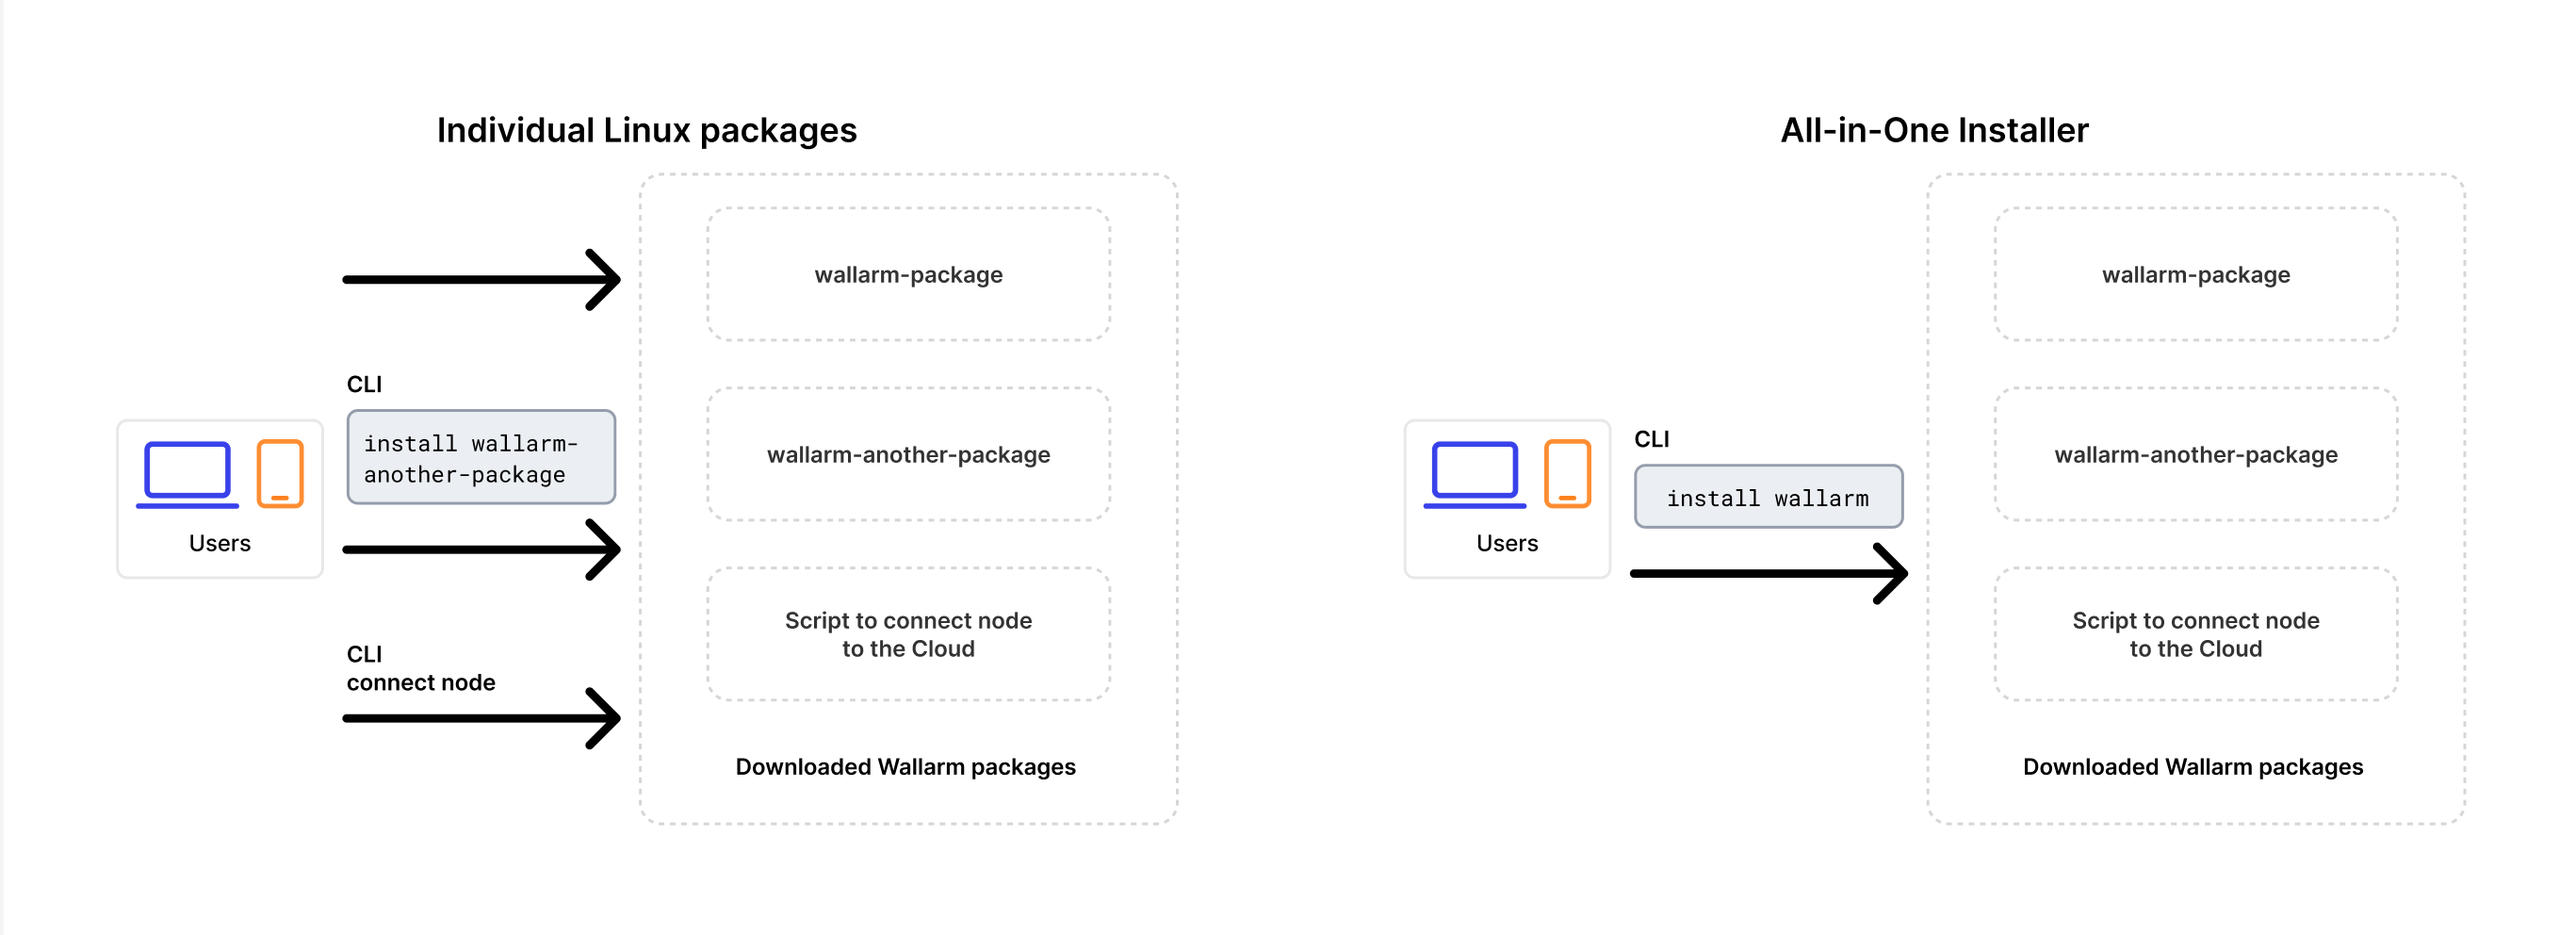 Individual Linux packages
wallarm-package
CLI
install wallarm-
another-package
wallarm-another-package
Users
CLI
connect node
Script to connect node
to the Cloud
Downloaded Wallarm packages
All-in-One Installer
wallarm-package
CLI
install wallarm
wallarm-another-package
Users
Script to connect node
to the Cloud
Downloaded Wallarm packages